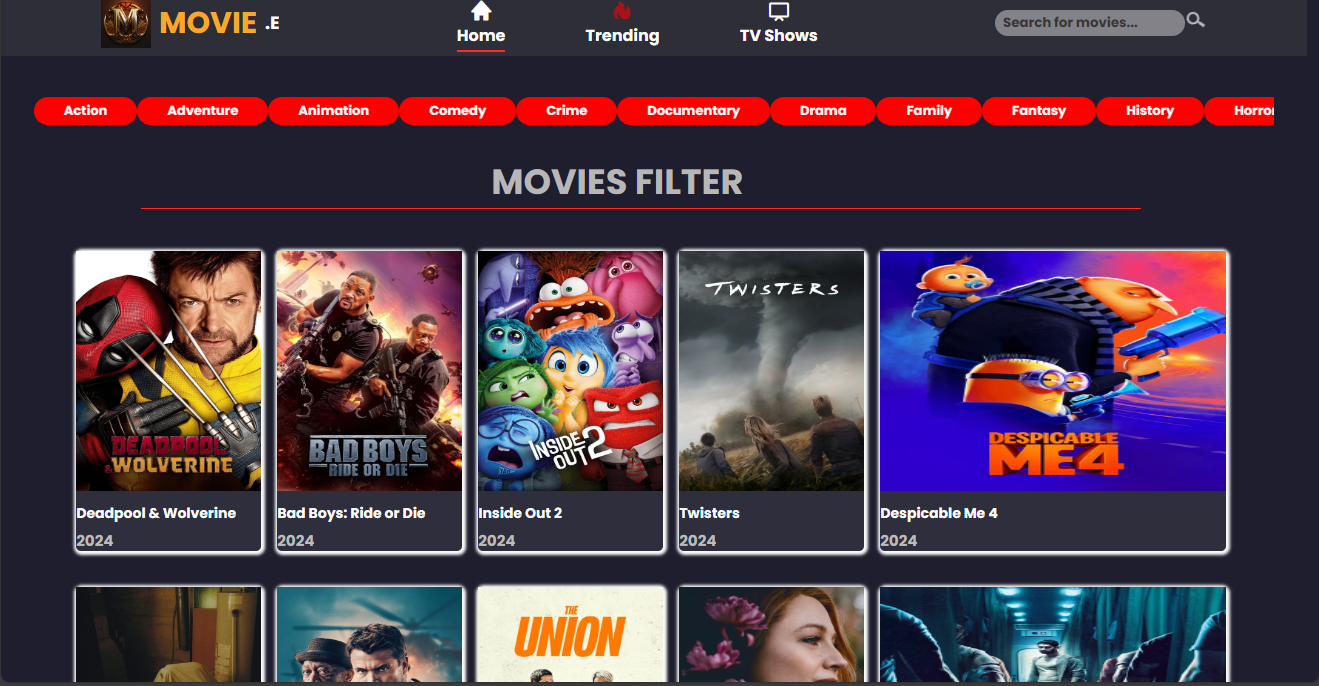 M MOVIE .E
Home
Trending
TV Shows
Search for movies...
Action Adventure Animation Comedy Crime Documentary Drama Family Fantasy History Horror
MOVIES FILTER
DEADPOOL
& WOLVERINE
BAD BOYS
RIDE OR DIE
INSIDE
OUT 2
TWISTERS
DESPICABLE
ME 4
Deadpool & Wolverine
2024
Bad Boys: Ride or Die
2024
Inside Out 2
2024
Twisters
2024
Despicable Me 4
2024
THE
UNION